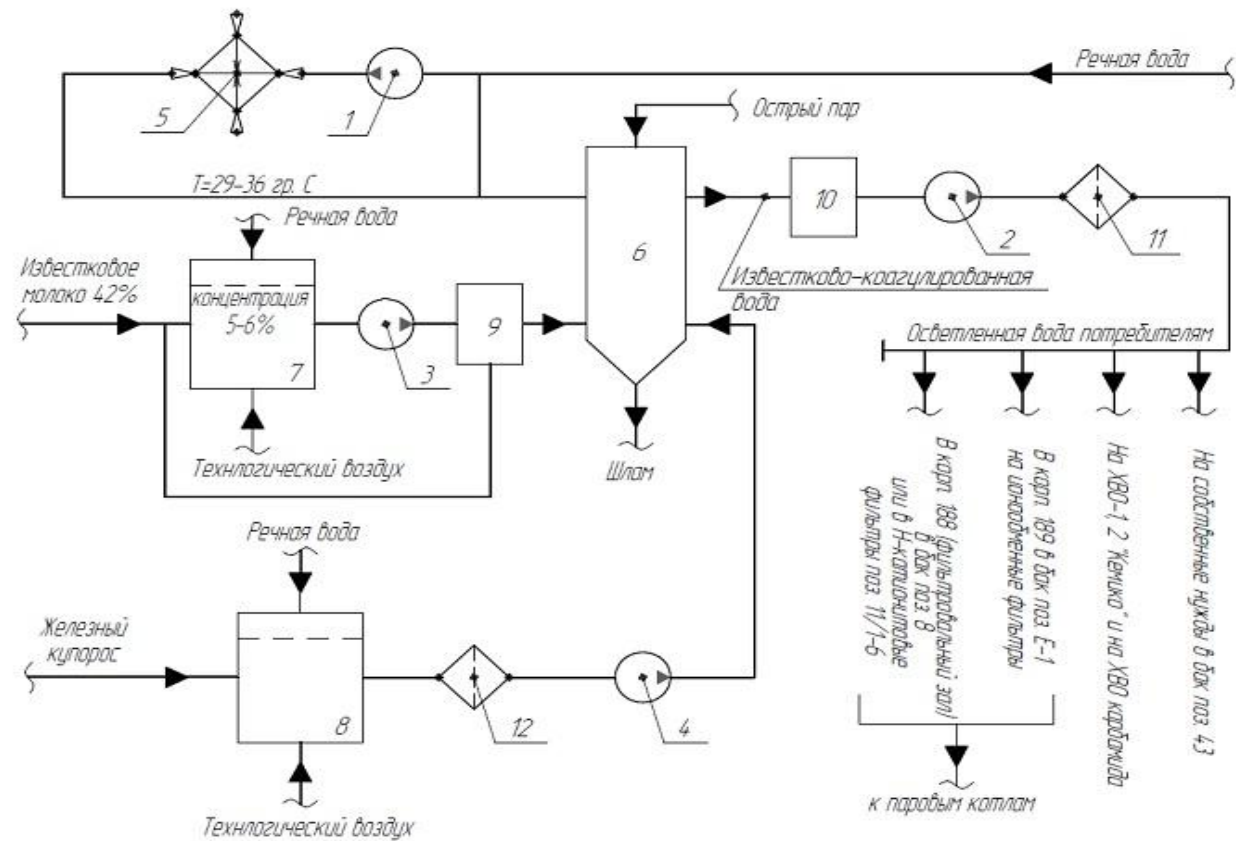 Речная вода
5
1
Острый пар
Т=29-36 гр. С
Речная вода
10
6
2
11
Известковое
молоко 42%
концентрация
5-6%
7
3
9
Известково-коагулированная
вода
Осветленная вода потребителям
Технлогический воздух
Шлам
В карп. 188 (фильтровальный зал)
в бак поз. 8
или в Н-катионитовые
фильтры поз. 11/1-6
В карп. 189 в бак поз. Е-1
на ионообменные фильтры
На ХВО-1, 2 "Кемико" и на ХВО карбамида
На собственные нужды в бак поз. 43
Речная вода
Железный
купорос
8
12
4
Технлогический воздух
к паровым котлам